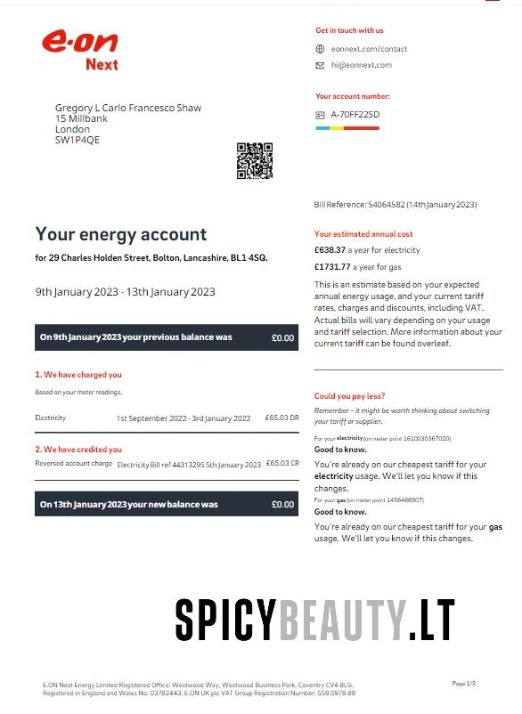 e·on
Next
Get in touch with us
eonnext.com/contact
hi@eonnext.com
Your account number:
A-70FF22SD
Gregory L Carlo Francesco Shaw
15 Millbank
London
SW1P4QE
Bill Reference: 54064582 (14thJanuary2023)
Your energy account
for 29 Charles Holden Street, Bolton, Lancashire, BL1 4SQ.
9th January 2023 - 13th January 2023
On 9th January 2023 your previous balance was £0.00
1. We have charged you
Based on your meter readings.
Electricity 1st September 2022 - 3rd January 2022 £65.03 DR
2. We have credited you
Reversed account charge Electricity Bill ref 44313295 5th January 2023 £65.03 CR
On 13th January 2023 your new balance was £0.00
Your estimated annual cost
£638.37 a year for electricity
£1731.77 a year for gas
This is an estimate based on your expected
annual energy usage, and your current tariff
rates, charges and discounts, including VAT.
Actual bills will vary depending on your usage
and tariff selection. More information about your
current tariff can be found overleaf.
Could you pay less?
Remember - it might be worth thinking about switching
your tariff or supplier.
For your electricity (on meter point 1610030367020)
Good to know.
You're already on our cheapest tariff for your
electricity usage. We'll let you know if this
changes.
For your gas (on meter point 1456488307)
Good to know.
You're already on our cheapest tariff for your gas
usage. We'll let you know if this changes.
SPICYBEAUTY.LT
E.ON Next Energy Limited Registered Office: Westwood Way, Westwood Business Park, Coventry CV4 8LG.
Registered in England and Wales No: 03782443. E.ON UK plc VAT Group Registration Number: 559 0978 89
Page 1/3